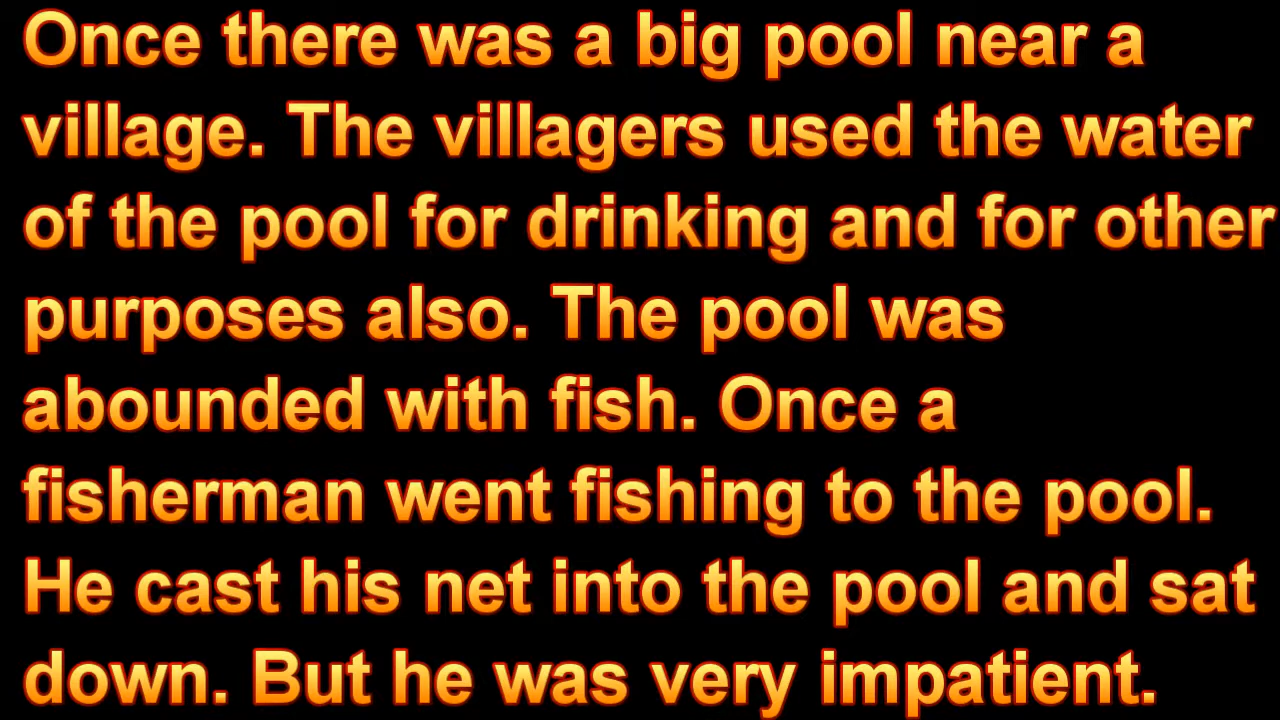 Once there was a big pool near a
village. The villagers used the water
of the pool for drinking and for other
purposes also. The pool was
abounded with fish. Once a
fisherman went fishing to the pool.
He cast his net into the pool and sat
down. But he was very impatient.